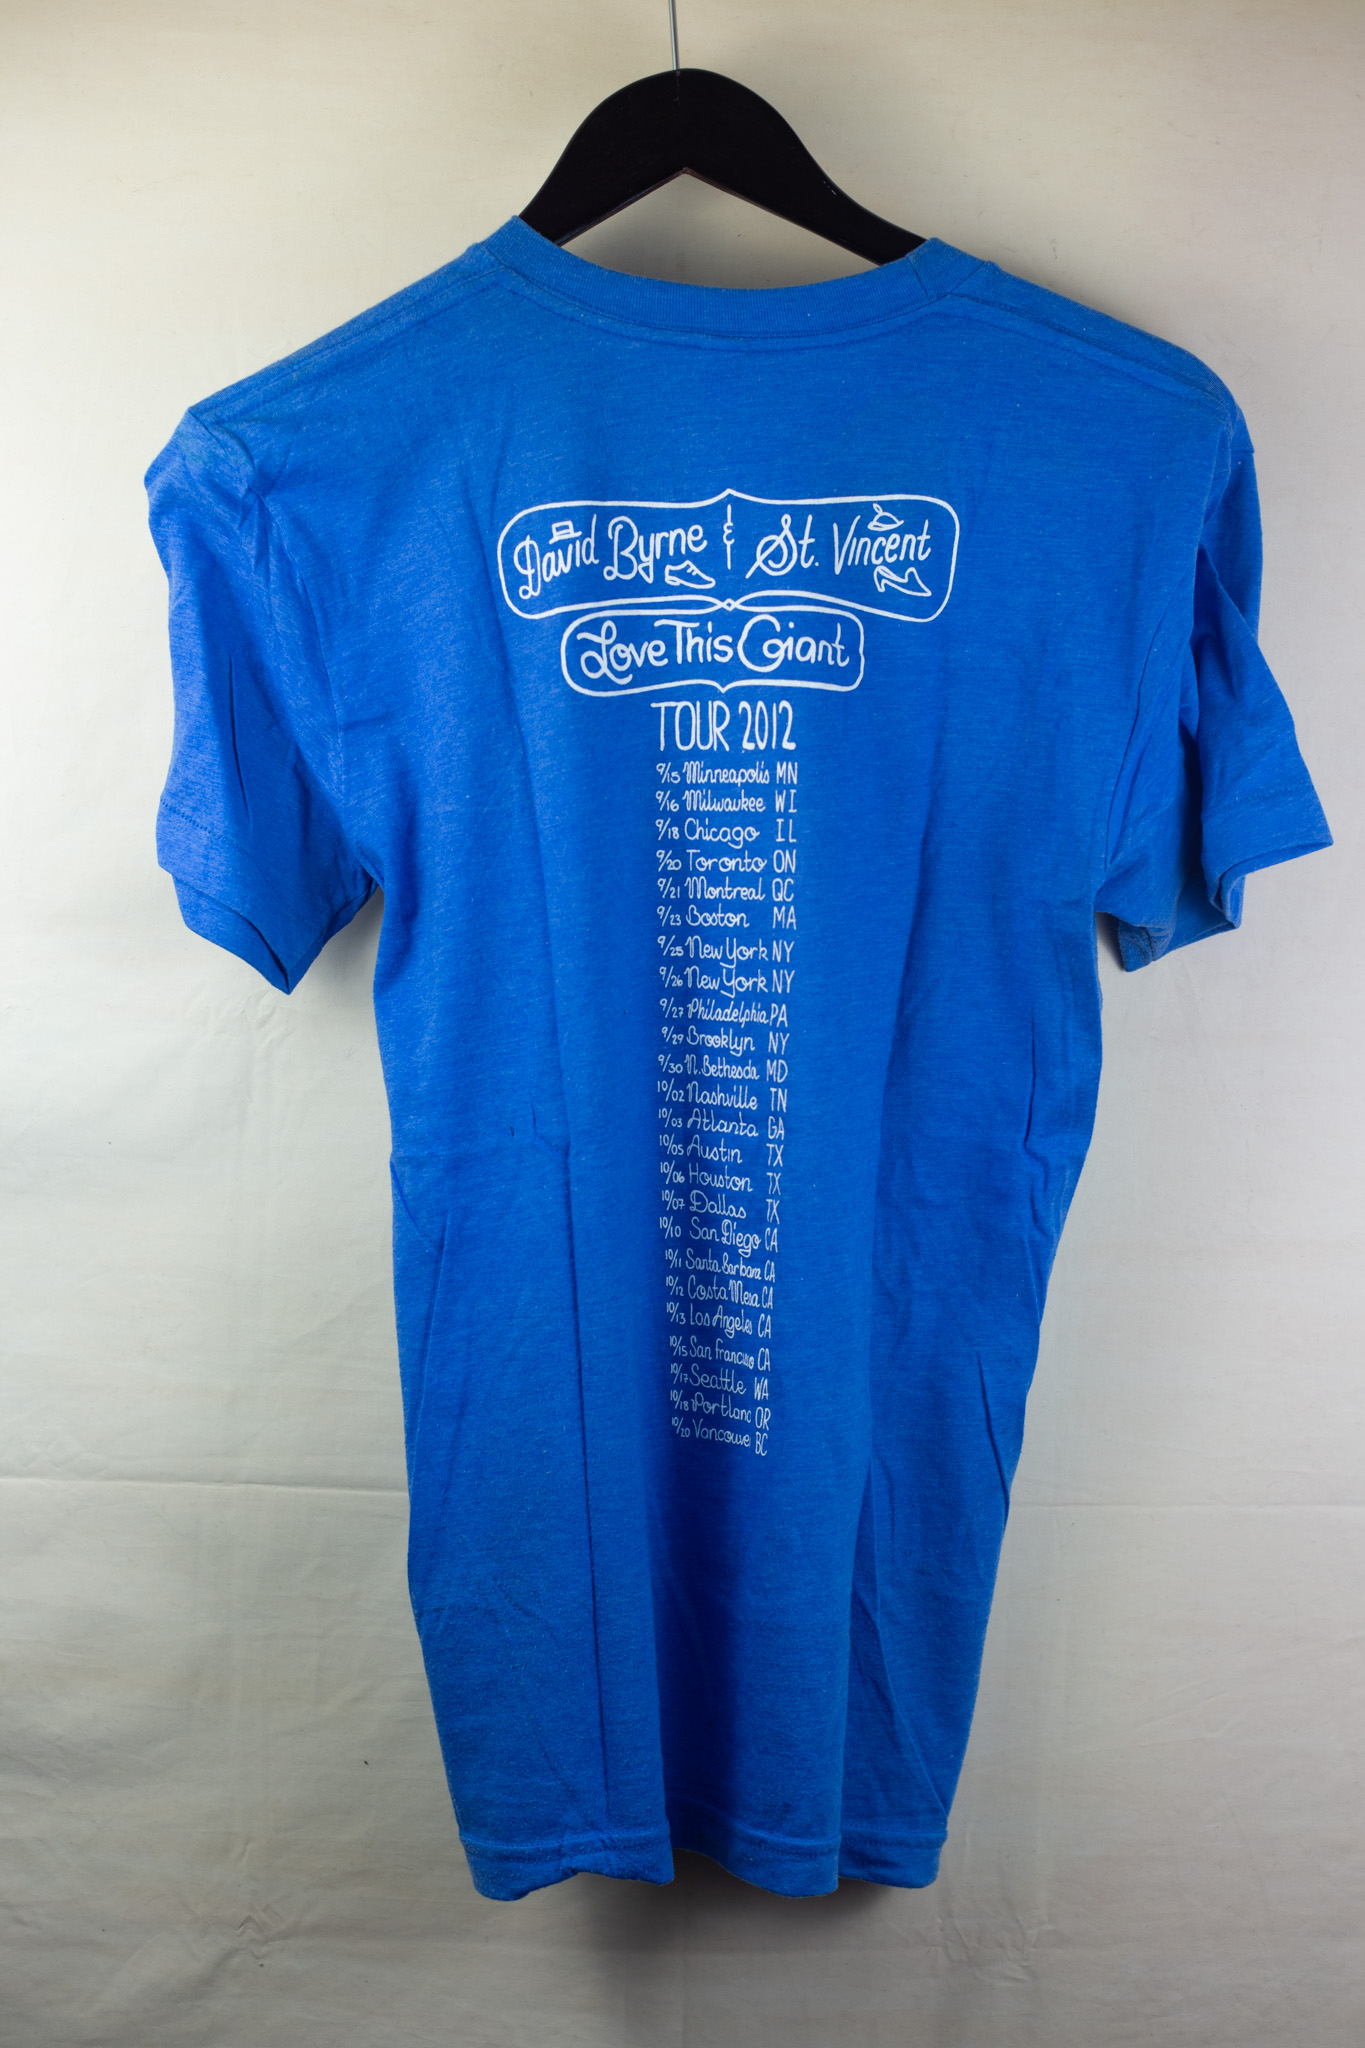 David Byrne & St. Vincent
Love This Giant
TOUR 2012
9/15 Minneapolis MN
9/16 Milwaukee WI
9/18 Chicago IL
9/20 Toronto ON
9/21 Montreal QC
9/23 Boston MA
9/25 New York NY
9/26 New York NY
9/27 Philadelphia PA
9/29 Brooklyn NY
9/30 N. Bethesda MD
10/02 Nashville TN
10/03 Atlanta GA
10/05 Austin TX
10/06 Houston TX
10/07 Dallas TX
10/10 San Diego CA
10/11 Santa Barbara CA
10/12 Costa Mesa CA
10/13 Los Angeles CA
10/15 San Francisco CA
10/17 Seattle WA
10/18 Portland OR
10/20 Vancouver BC